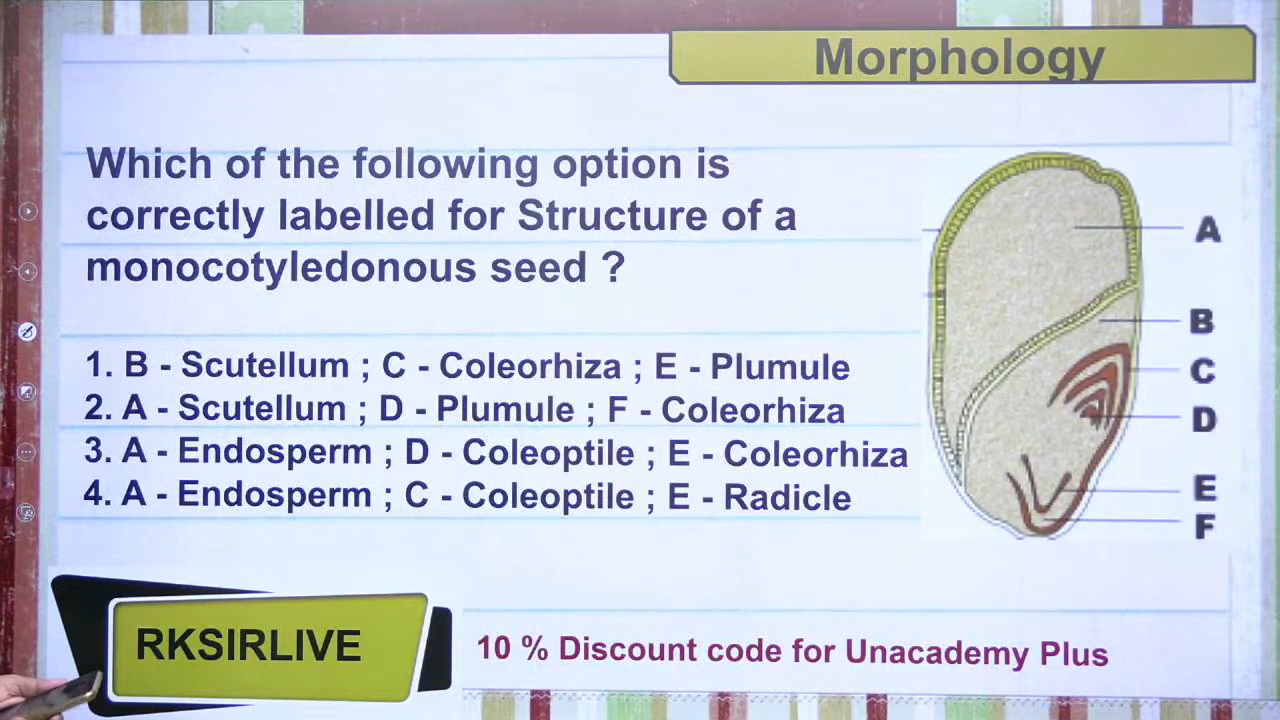 Morphology
Which of the following option is
correctly labelled for Structure of a
monocotyledonous seed ?
1. B - Scutellum ; C - Coleorhiza ; E - Plumule
2. A - Scutellum ; D - Plumule ; F - Coleorhiza
3. A - Endosperm ; D - Coleoptile ; E - Coleorhiza
4. A - Endosperm ; C - Coleoptile ; E - Radicle
A
B
C
D
E
F
RKSIRLIVE
10 % Discount code for Unacademy Plus